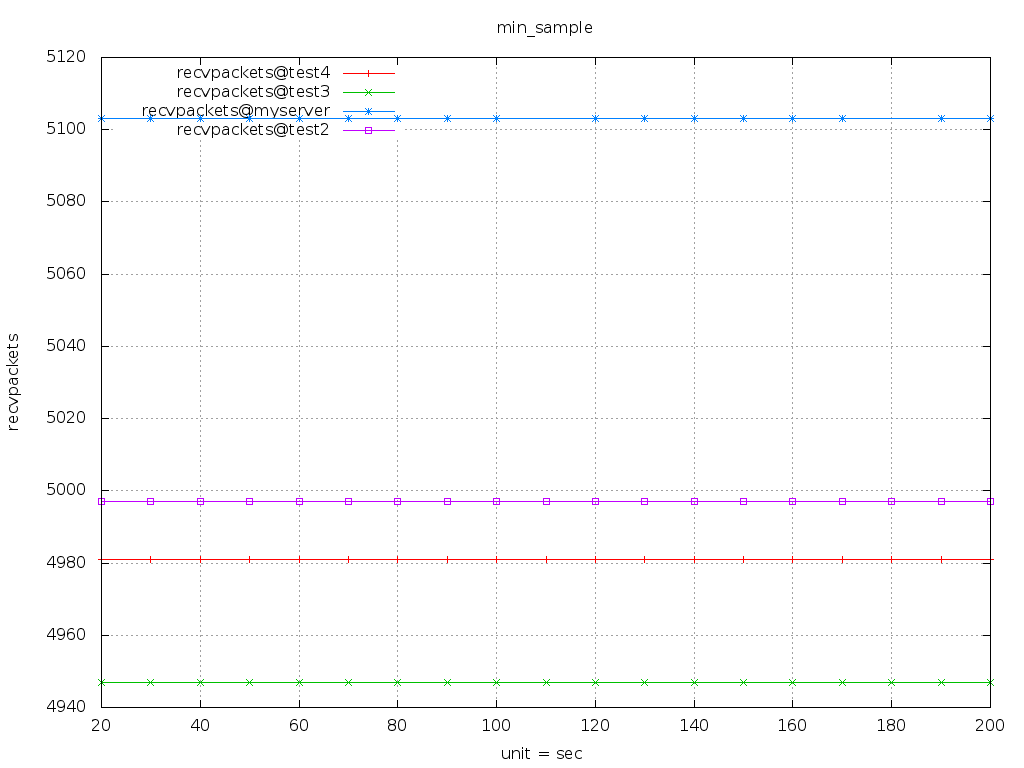 min_sample
5120
recvpackets@test4
recvpackets@test3
recvpackets@myserver
5100
recvpackets@test2
5080
5060
5040
recvpackets
5020
5000
4980
4960
4940
20 40 60 80 100 120 140 160 180 200
unit = sec